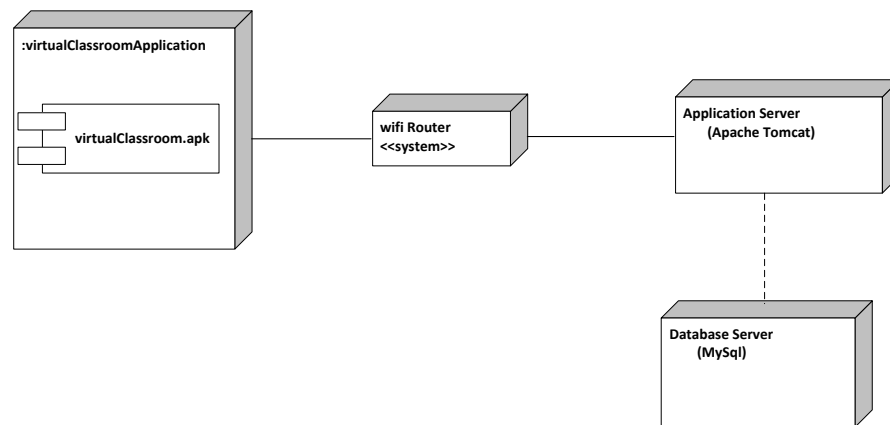 :virtualClassroomApplication
virtualClassroom.apk
wifi Router
<<system>>
Application Server
(Apache Tomcat)
Database Server
(MySql)